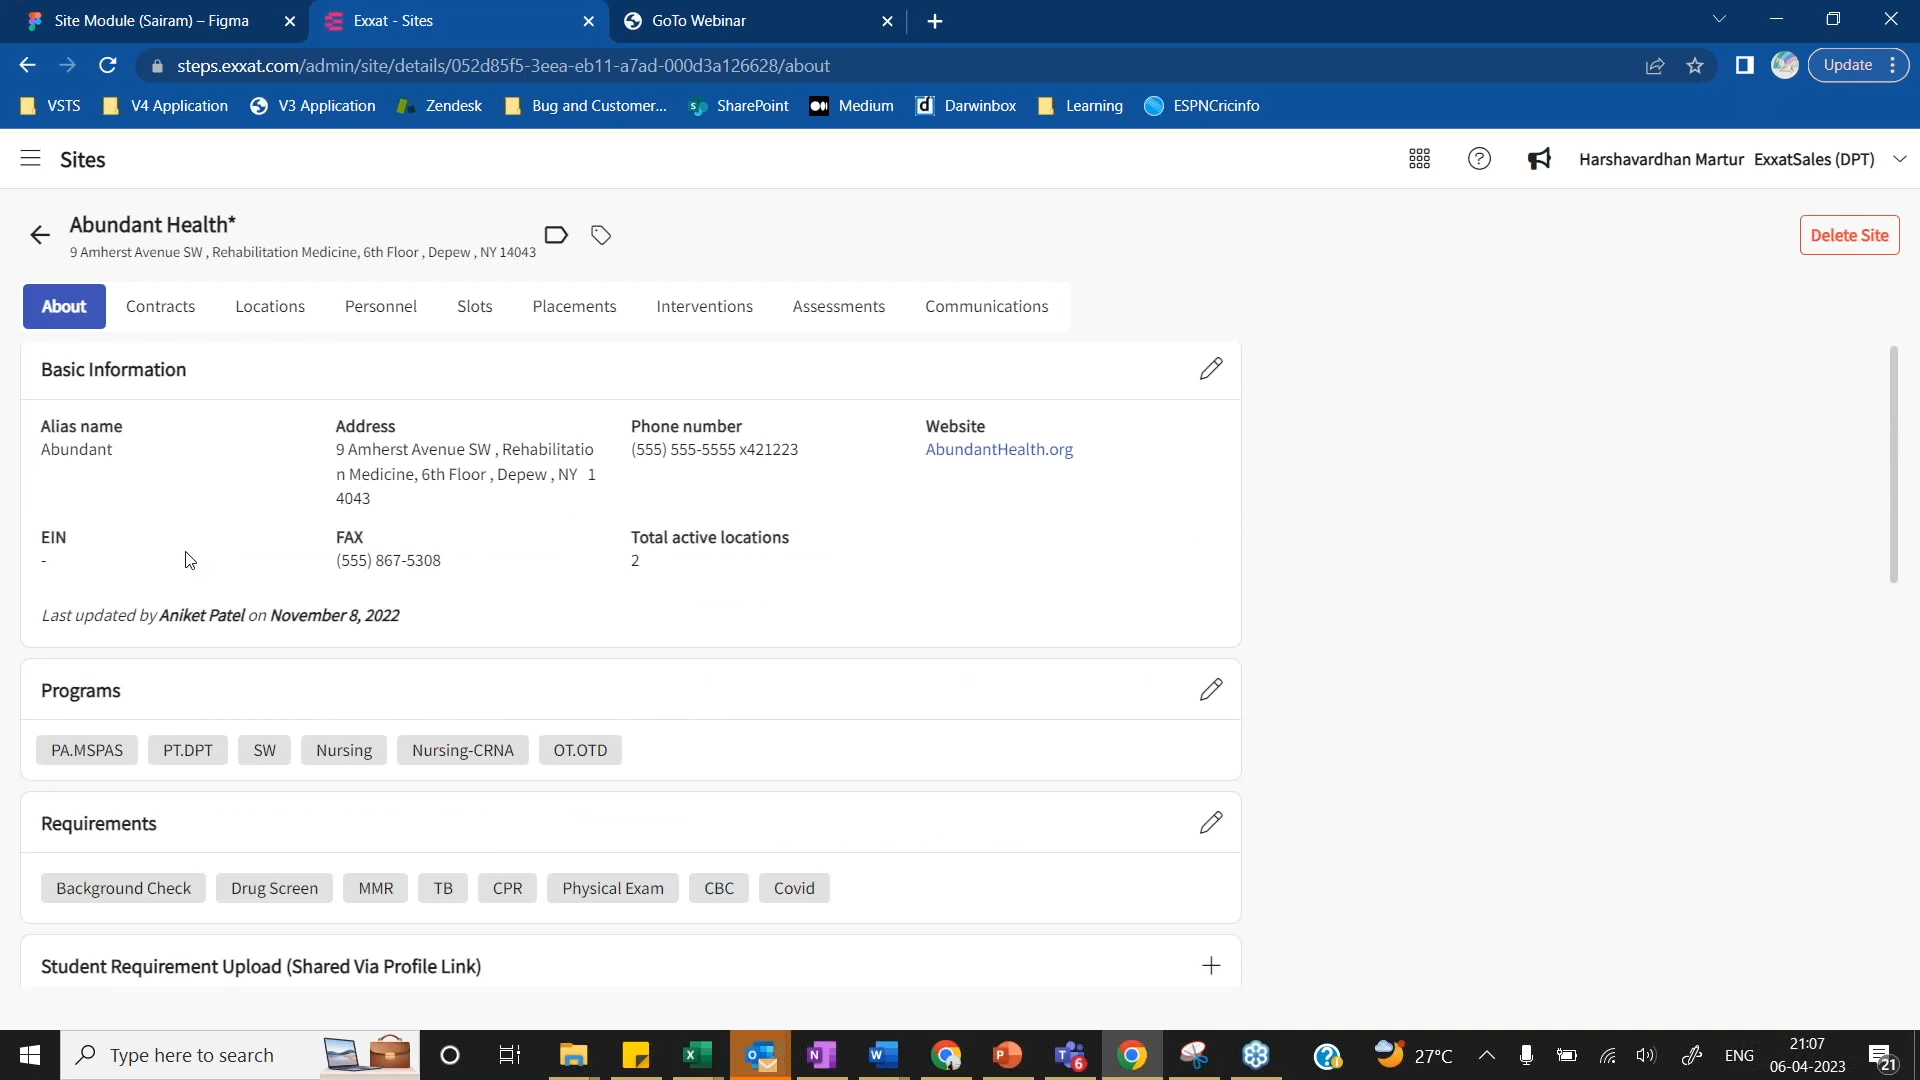 Site Module (Sairam) – Figma
Exxat - Sites
GoTo Webinar
steps.exxat.com/admin/site/details/052d85f5-3eea-eb11-a7ad-000d3a126628/about
Update
VSTS
V4 Application
V3 Application
Zendesk
Bug and Customer...
SharePoint
Medium
Darwinbox
Learning
ESPNCricinfo
Sites
Harshavardhan Martur ExxatSales (DPT)
Abundant Health*
9 Amherst Avenue SW , Rehabilitation Medicine, 6th Floor , Depew , NY 14043
Delete Site
About
Contracts
Locations
Personnel
Slots
Placements
Interventions
Assessments
Communications
Basic Information
Alias name
Abundant
Address
9 Amherst Avenue SW , Rehabilitatio
n Medicine, 6th Floor , Depew , NY 1
4043
Phone number
(555) 555-5555 x421223
Website
AbundantHealth.org
EIN
-
FAX
(555) 867-5308
Total active locations
2
Last updated by Aniket Patel on November 8, 2022
Programs
PA.MSPAS
PT.DPT
SW
Nursing
Nursing-CRNA
OT.OTD
Requirements
Background Check
Drug Screen
MMR
TB
CPR
Physical Exam
CBC
Covid
Student Requirement Upload (Shared Via Profile Link)
Type here to search
27°C
ENG
21:07
06-04-2023
21